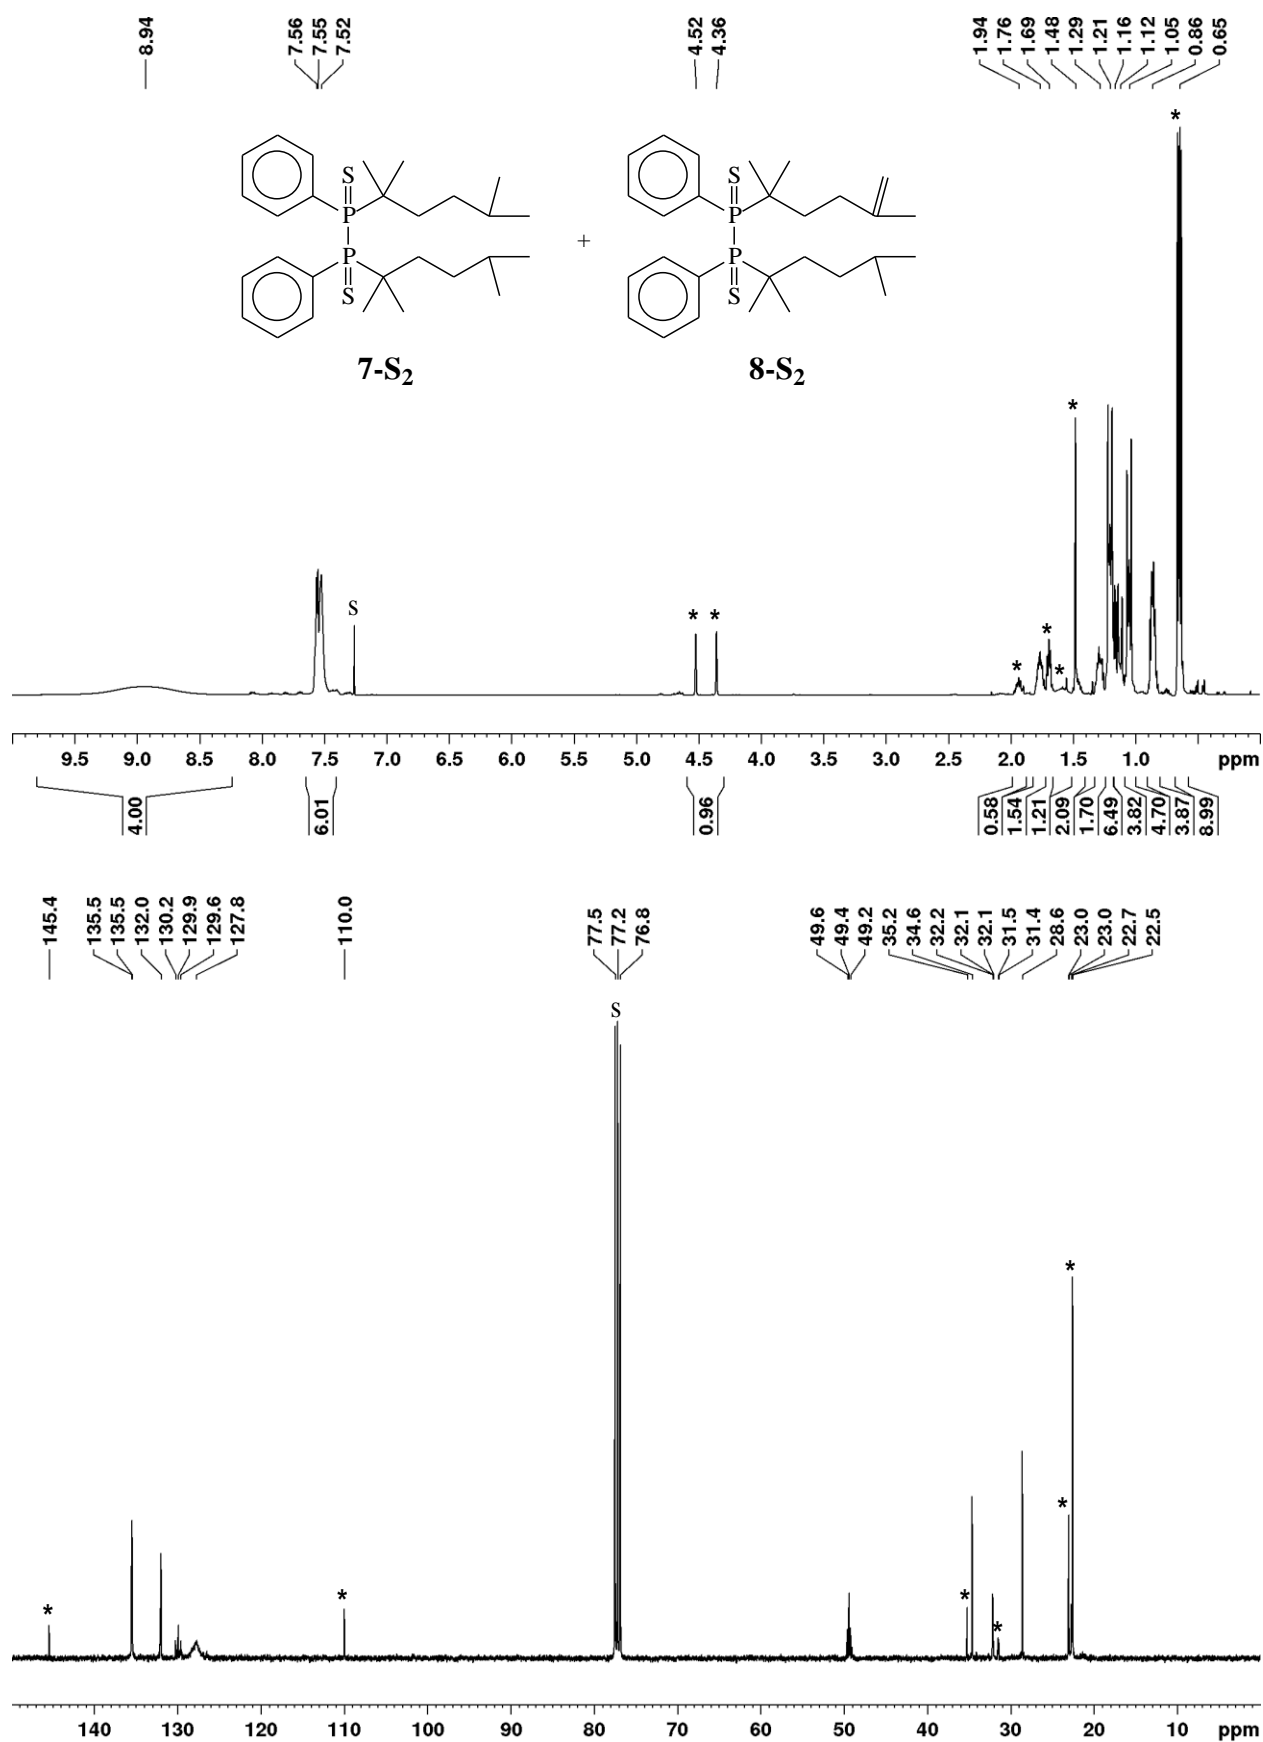 8.94 7.56 7.55 7.52 4.52 4.36 1.94 1.76 1.69 1.48 1.29 1.21 1.16 1.12 1.05 0.86 0.65
*
S S
P P
+
P P
S S
7-S2 8-S2
*
S * * * * *
9.5 9.0 8.5 8.0 7.5 7.0 6.5 6.0 5.5 5.0 4.5 4.0 3.5 3.0 2.5 2.0 1.5 1.0 ppm
4.00 6.01 0.96 0.58 1.54 1.21 2.09 1.70 6.49 3.82 4.70 3.87 8.99
145.4 135.5 135.5 132.0 130.2 129.9 129.6 127.8 110.0 77.5 77.2 76.8 49.6 49.4 49.2 35.2 34.6 32.2 32.1 32.1 31.5 31.4 28.6 23.0 23.0 22.7 22.5
S
*
*
* * * *
140 130 120 110 100 90 80 70 60 50 40 30 20 10 ppm